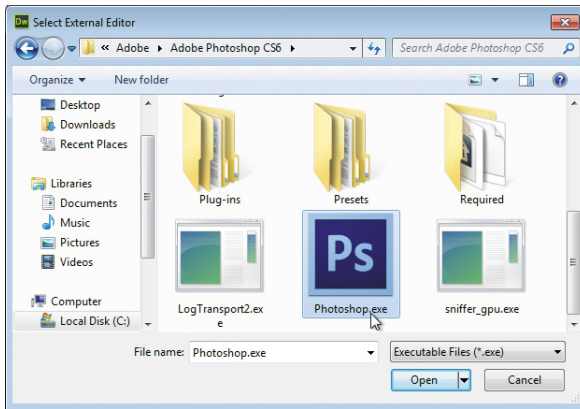 Dw Select External Editor
« Adobe Adobe Photoshop CS6 Search Adobe Photoshop CS6
Organize New folder
Desktop
Downloads
Recent Places
Libraries
Documents
Music
Pictures
Videos
Computer
Local Disk (C:)
Plug-ins Presets Required
Ps
LogTransport2.ex
e
Photoshop.exe sniffer_gpu.exe
File name: Photoshop.exe Executable Files (*.exe)
Open Cancel